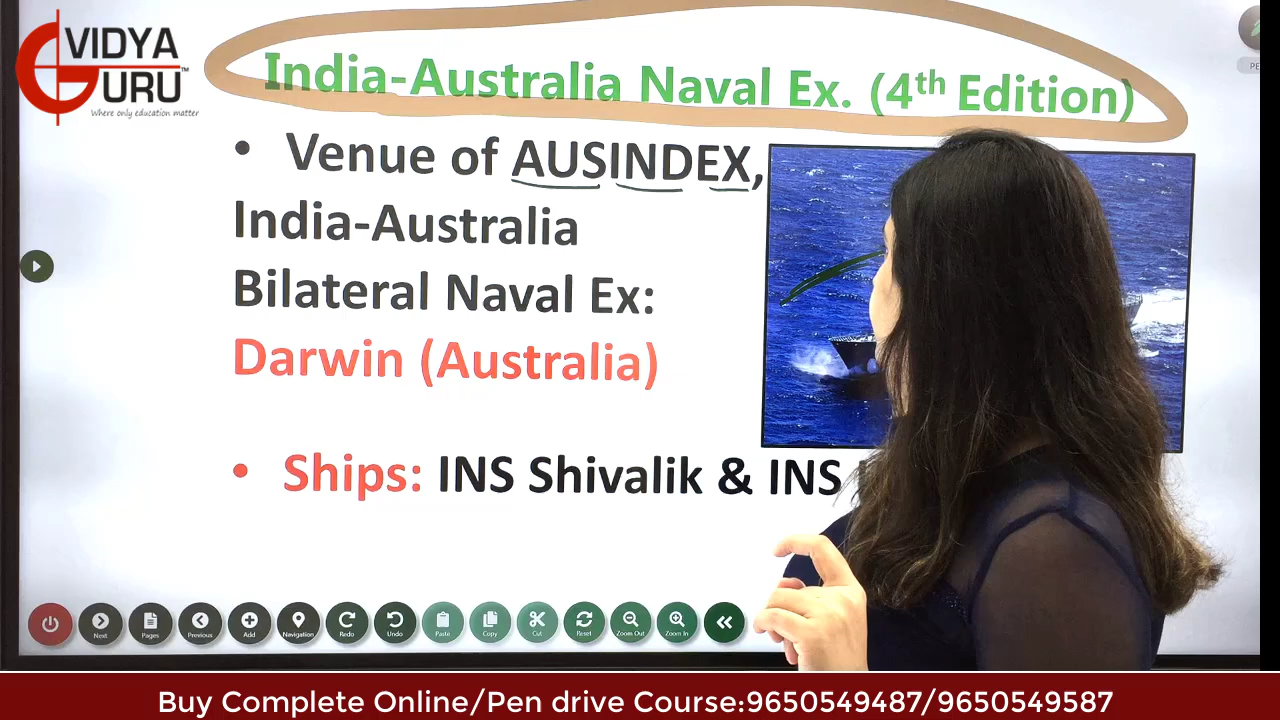 VIDYA
GURU™
Where only education matter
India-Australia Naval Ex. (4th Edition)
• Venue of AUSINDEX,
India-Australia
Bilateral Naval Ex:
Darwin (Australia)
• Ships: INS Shivalik & INS
Next
Pages
Previous
Add
Navigation
Redo
Undo
Paste
Copy
Cut
Reset
Zoom Out
Zoom In
Buy Complete Online/Pen drive Course:9650549487/9650549587